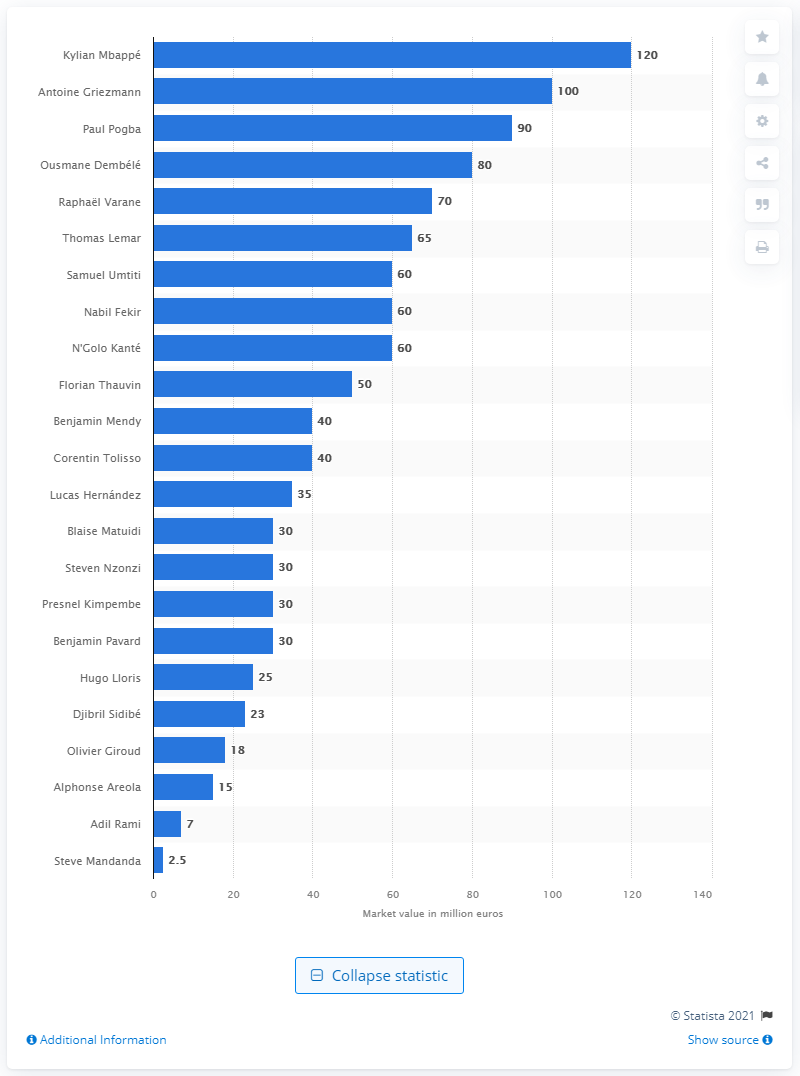 Kylian Mbappé 120
Antoine Griezmann 100
Paul Pogba 90
Ousmane Dembélé 80
Raphaël Varane 70
Thomas Lemar 65
Samuel Umtiti 60
Nabil Fekir 60
N'Golo Kanté 60
Florian Thauvin 50
Benjamin Mendy 40
Corentin Tolisso 40
Lucas Hernández 35
Blaise Matuidi 30
Steven Nzonzi 30
Presnel Kimpembe 30
Benjamin Pavard 30
Hugo Lloris 25
Djibril Sidibé 23
Olivier Giroud 18
Alphonse Areola 15
Adil Rami 7
Steve Mandanda 2.5
0 20 40 60 80 100 120 140
Market value in million euros
Collapse statistic
© Statista 2021
Additional Information Show source